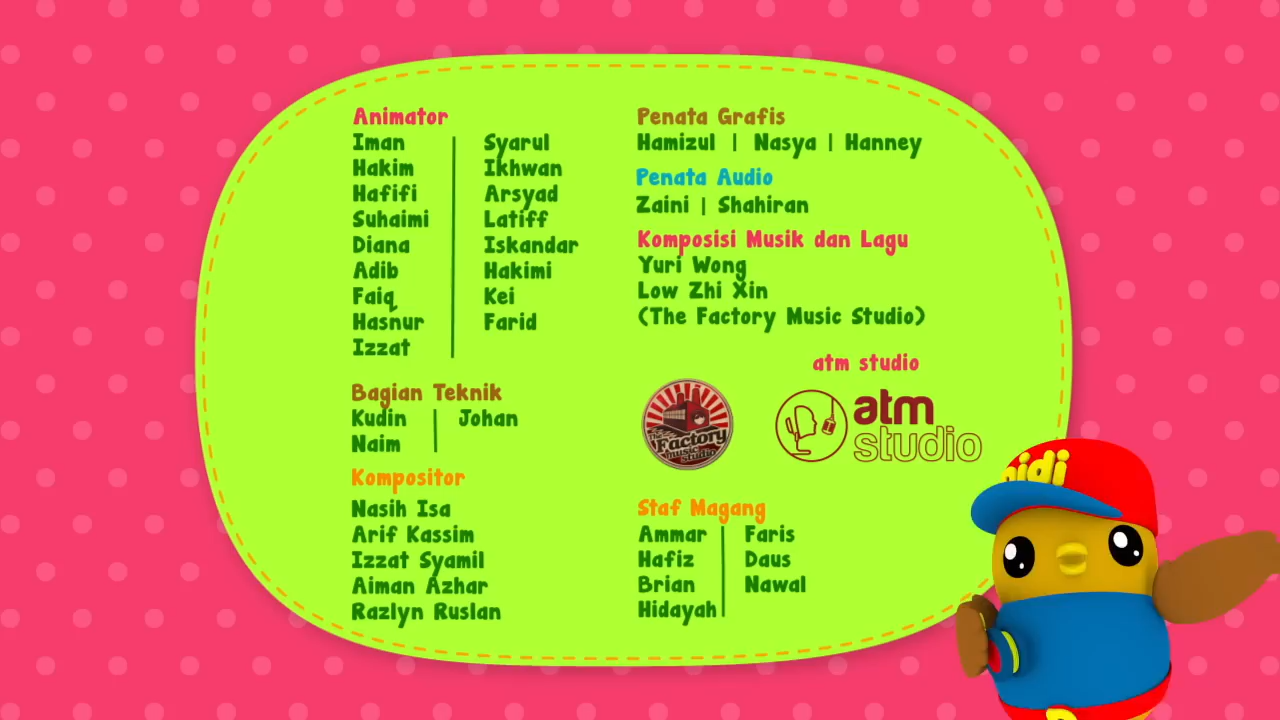 Animator
Iman
Hakim
Hafifi
Suhaimi
Diana
Adib
Faiq
Hasnur
Izzat
Syarul
Ikhwan
Arsyad
Latiff
Iskandar
Hakimi
Kei
Farid
Bagian Teknik
Kudin | Johan
Naim
Kompositor
Nasih Isa
Arif Kassim
Izzat Syamil
Aiman Azhar
Razlyn Ruslan
Penata Grafis
Hamizul | Nasya | Hanney
Penata Audio
Zaini | Shahiran
Komposisi Musik dan Lagu
Yuri Wong
Low Zhi Xin
(The Factory Music Studio)
The Factory
music studio
atm studio
atm
studio
Staf Magang
Ammar
Hafiz
Brian
Hidayah
Faris
Daus
Nawal
didi